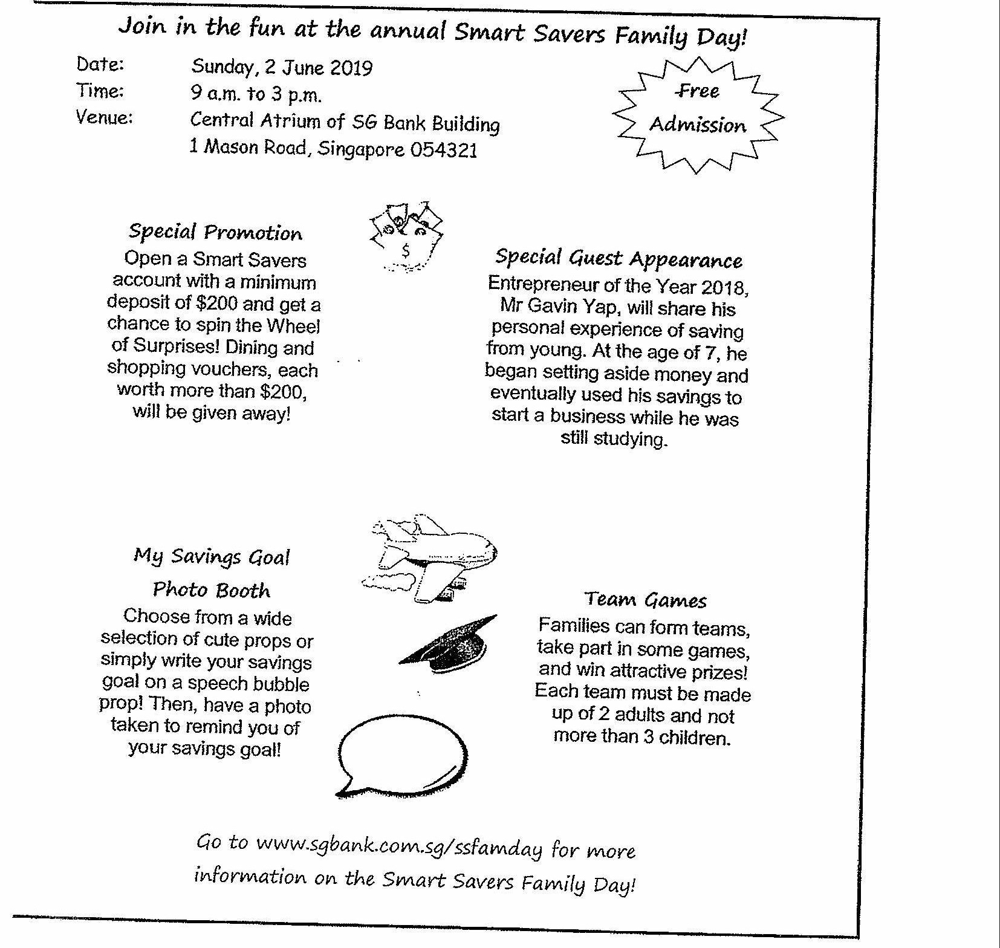 Join in the fun at the annual Smart Savers Family Day!
Date: Sunday, 2 June 2019
Time: 9 a.m. to 3 p.m.
Venue: Central Atrium of SG Bank Building
1 Mason Road, Singapore 054321
Free
Admission
Special Promotion
Open a Smart Savers
account with a minimum
deposit of $200 and get a
chance to spin the Wheel
of Surprises! Dining and
shopping vouchers, each
worth more than $200,
will be given away!
$
Special Guest Appearance
Entrepreneur of the Year 2018,
Mr Gavin Yap, will share his
personal experience of saving
from young. At the age of 7, he
began setting aside money and
eventually used his savings to
start a business while he was
still studying.
My Savings Goal
Photo Booth
Choose from a wide
selection of cute props or
simply write your savings
goal on a speech bubble
prop! Then, have a photo
taken to remind you of
your savings goal!
Team Games
Families can form teams,
take part in some games,
and win attractive prizes!
Each team must be made
up of 2 adults and not
more than 3 children.
Go to www.sgbank.com.sg/ssfamday for more
information on the Smart Savers Family Day!